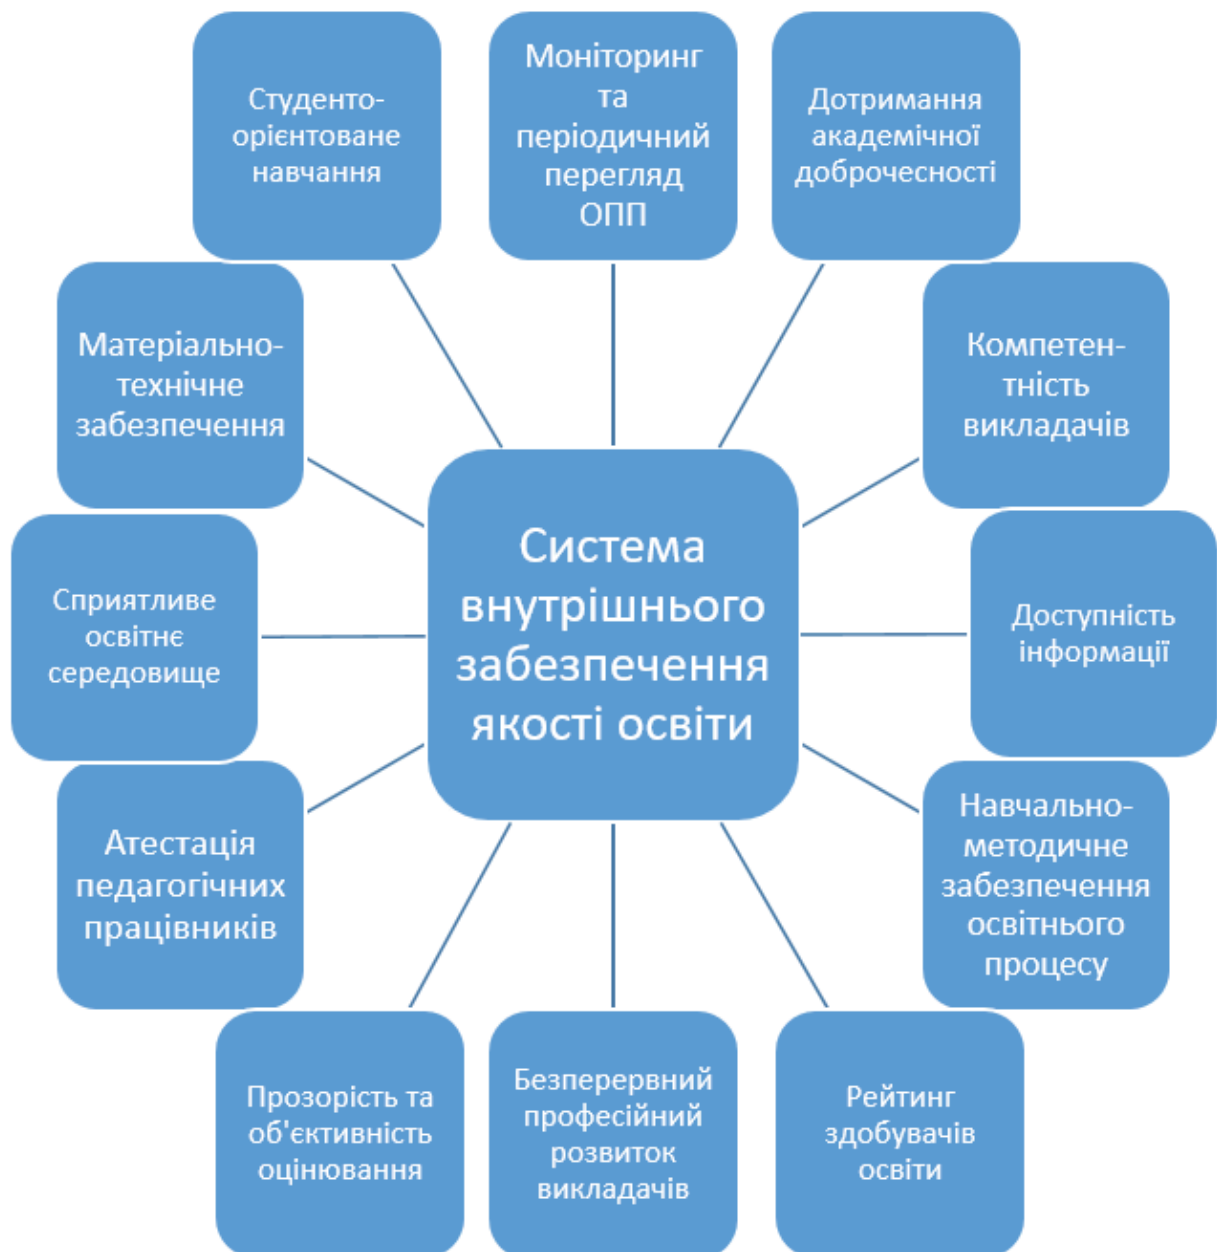 Студенто-
орієнтоване
навчання
Моніторинг
та
періодичний
перегляд
ОПП
Дотримання
академічної
доброчесності
Матеріально-
технічне
забезпечення
Компетен-
тність
викладачів
Система
внутрішнього
забезпечення
якості освіти
Сприятливе
освітнє
середовище
Доступність
інформації
Атестація
педагогічних
працівників
Навчально-
методичне
забезпечення
освітнього
процесу
Прозорість та
об'єктивність
оцінювання
Безперервний
професійний
розвиток
викладачів
Рейтинг
здобувачів
освіти